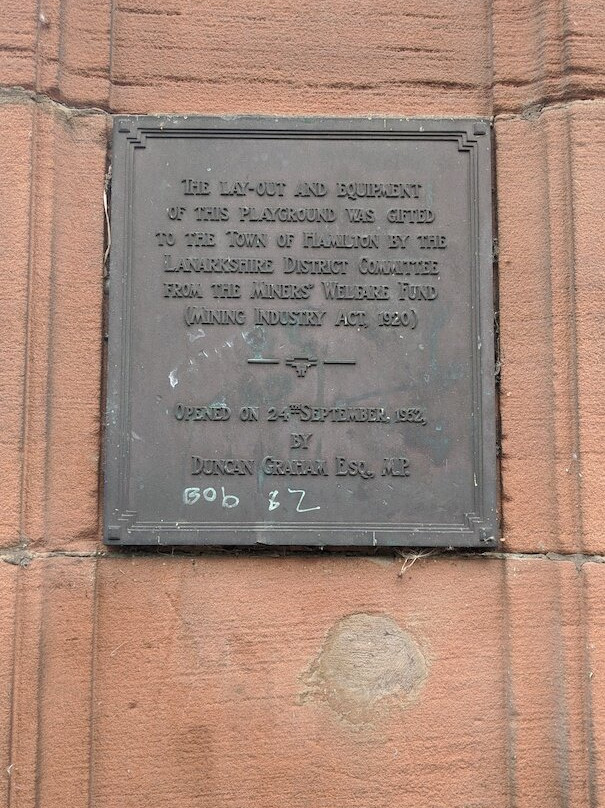 THE LAY-OUT AND EQUIPMENT
OF THIS PLAYGROUND WAS GIFTED
TO THE TOWN OF HAMILTON BY THE
LANARKSHIRE DISTRICT COMMITTEE
FROM THE MINERS' WELFARE FUND
(MINING INDUSTRY ACT, 1920)
OPENED ON 24TH SEPTEMBER, 1932,
BY
DUNCAN GRAHAM ESQ., M.P.
BOb 82